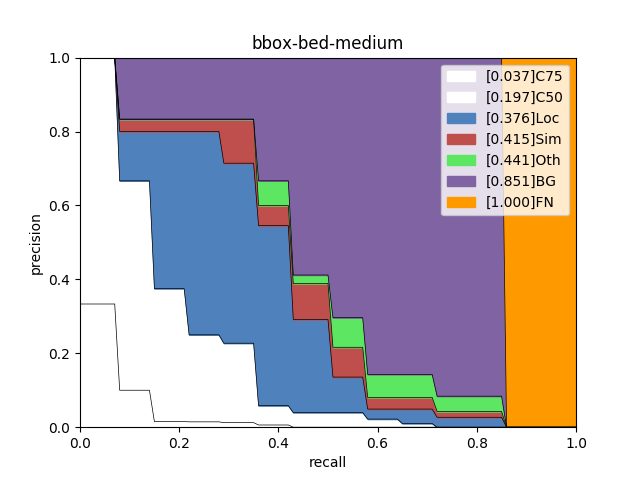 bbox-bed-medium
1.0
0.8
0.6
0.4
0.2
0.0
precision
[0.037]C75
[0.197]C50
[0.376]Loc
[0.415]Sim
[0.441]Oth
[0.851]BG
[1.000]FN
0.0 0.2 0.4 0.6 0.8 1.0
recall